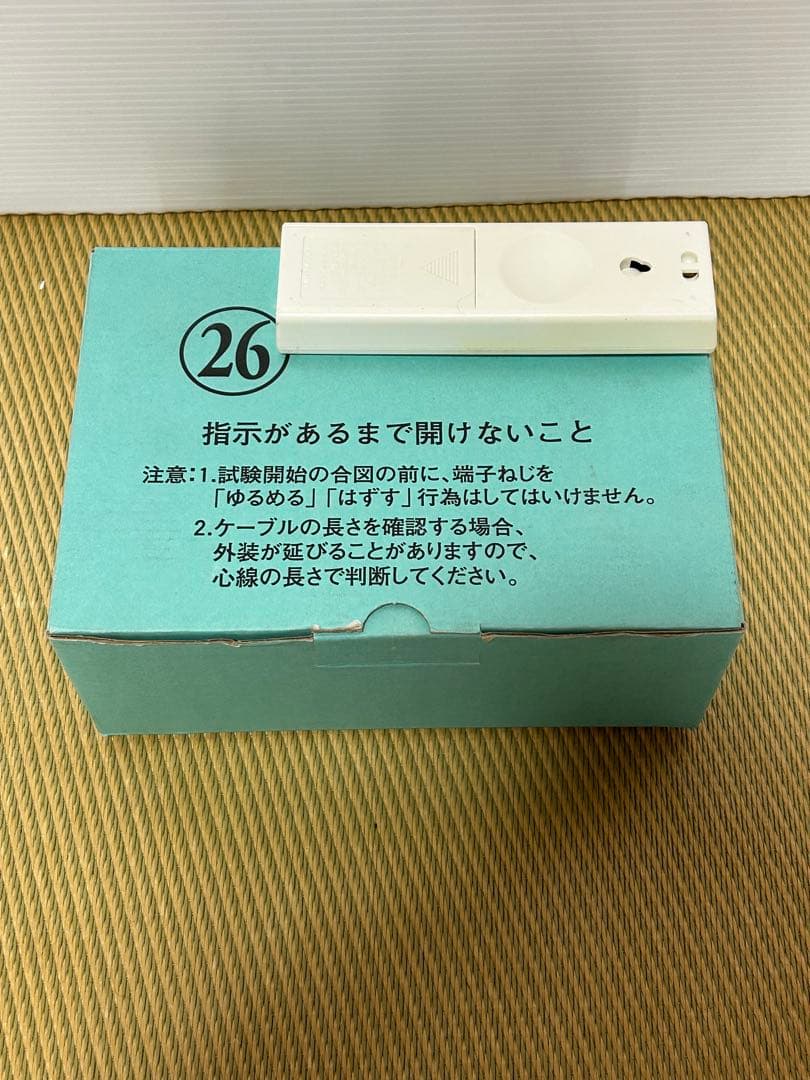 26
指示があるまで開けないこと
注意:1.試験開始の合図の前に、端子ねじを
「ゆるめる」「はずす」行為はしてはいけません。
2.ケーブルの長さを確認する場合、
外装が延びることがありますので、
心線の長さで判断してください。